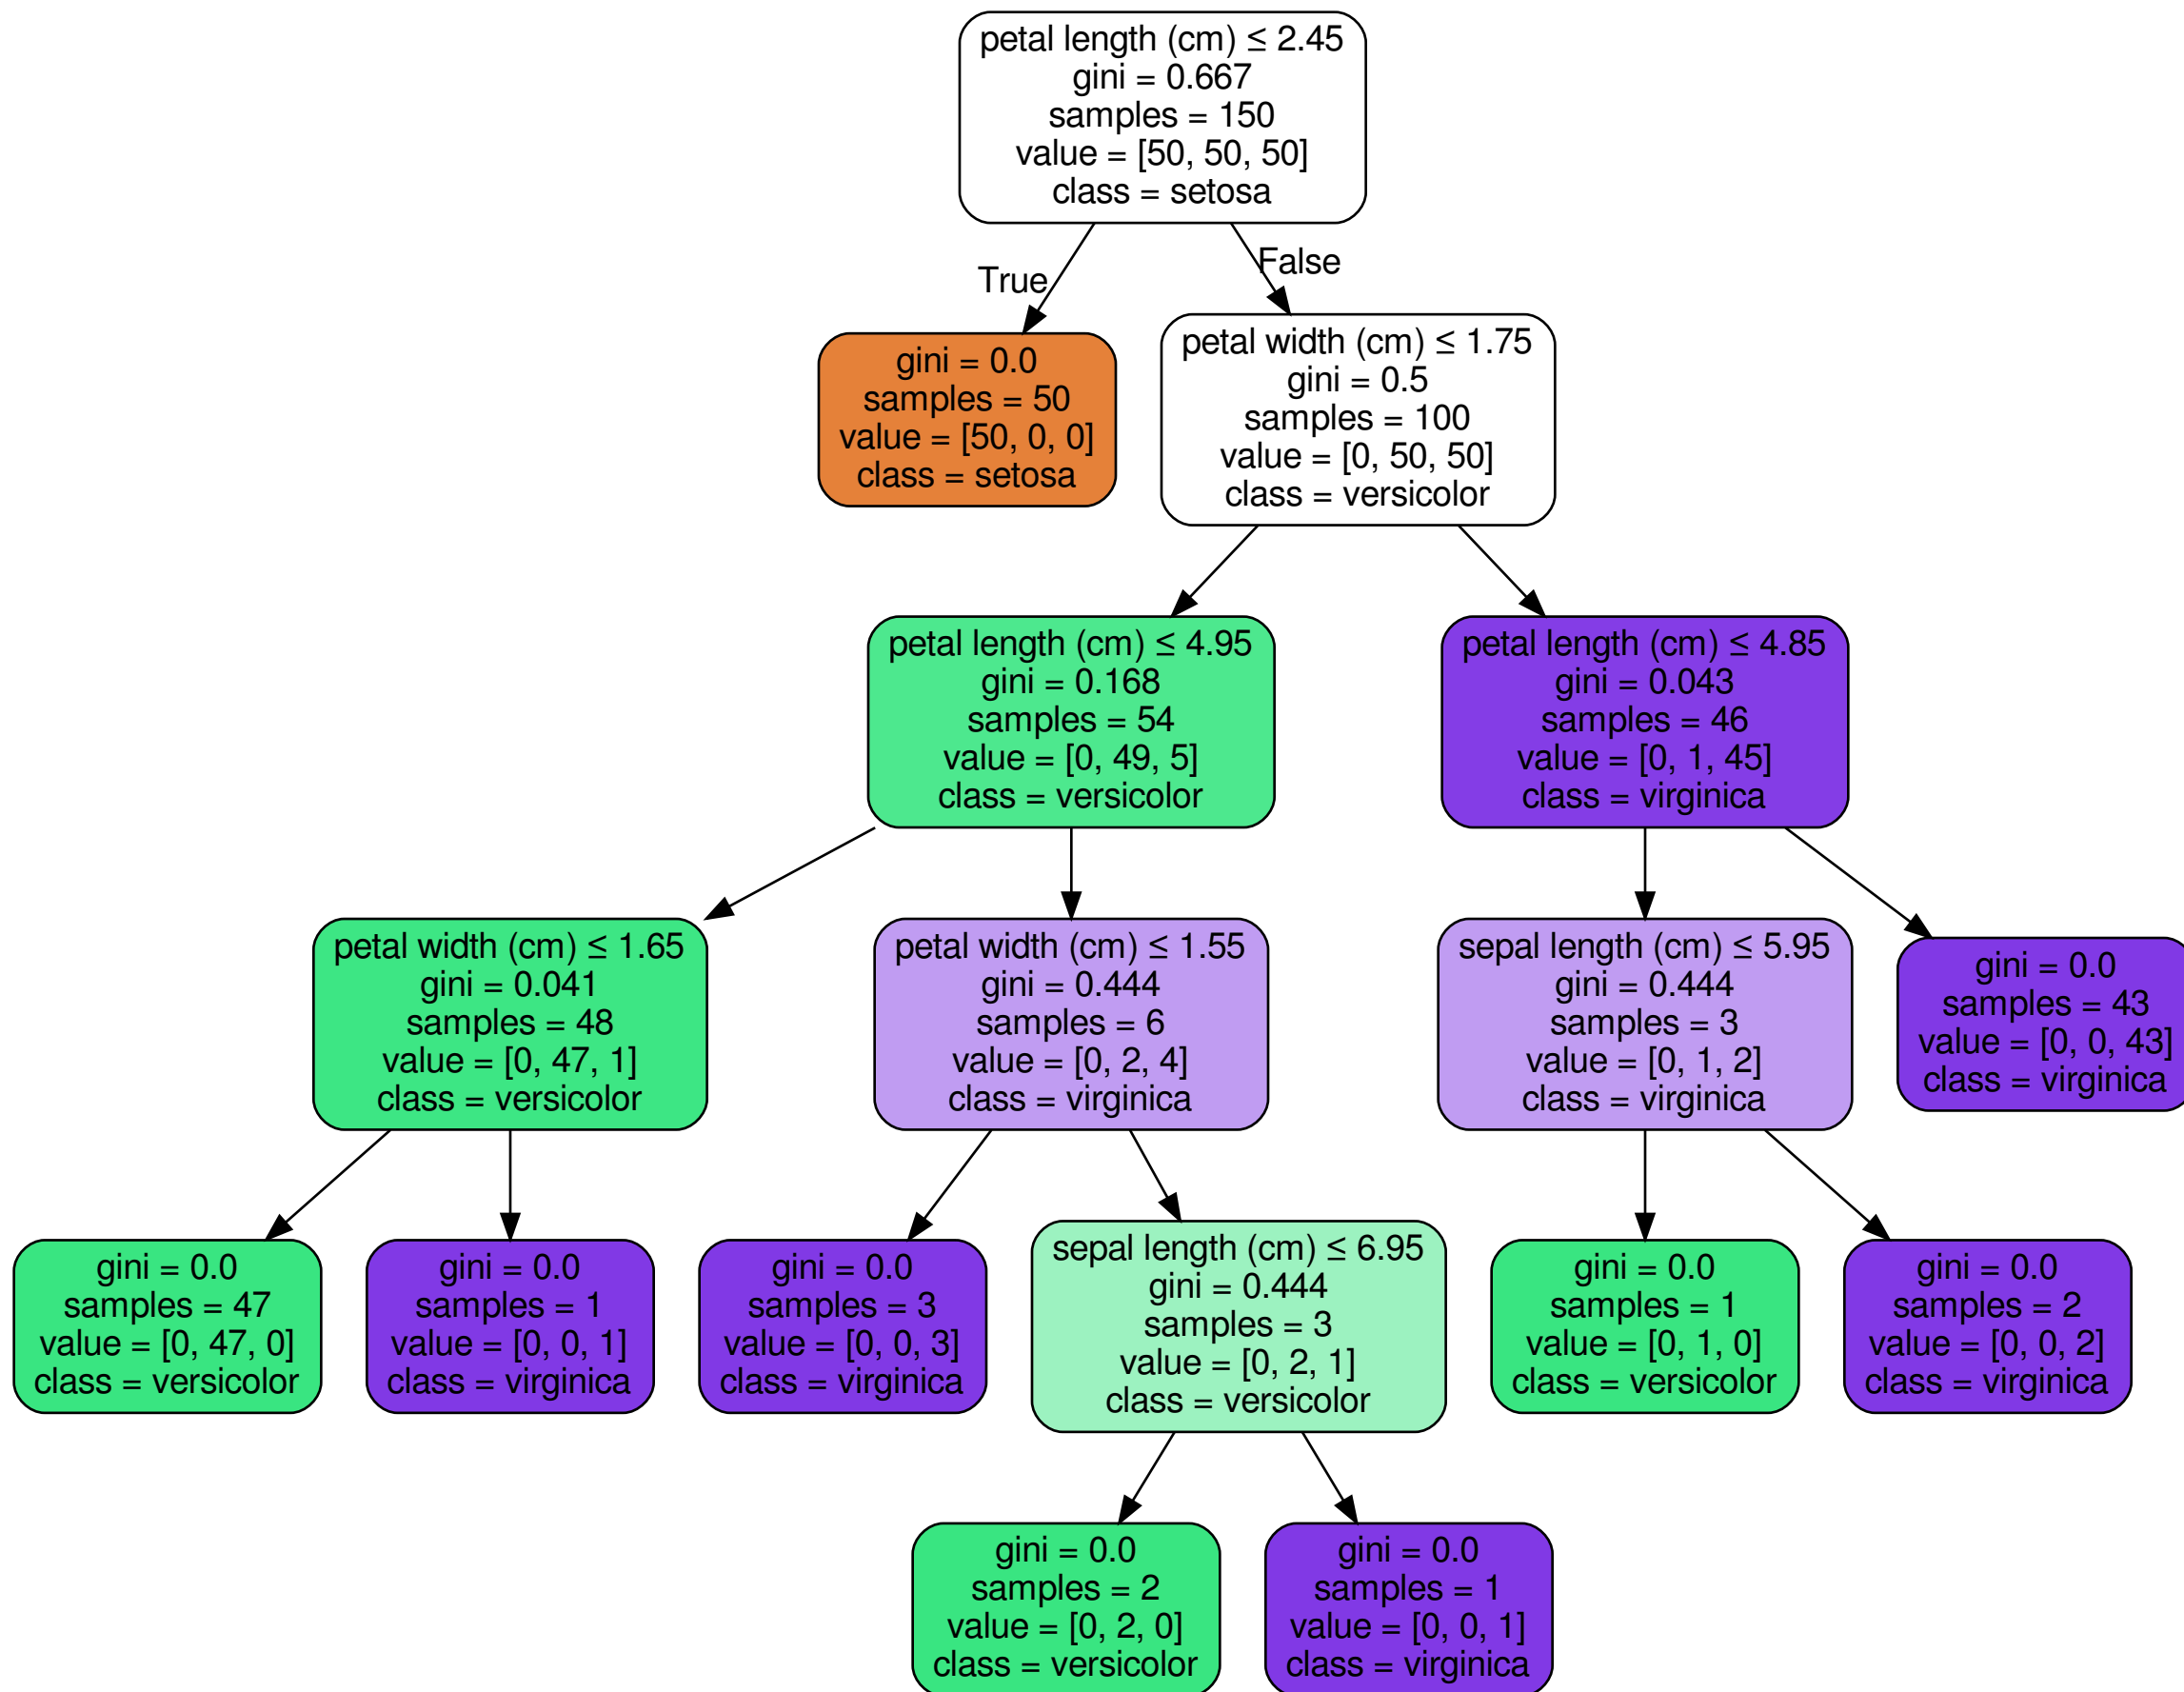 petal length (cm) ≤ 2.45
gini = 0.667
samples = 150
value = [50, 50, 50]
class = setosa
True
False
gini = 0.0
samples = 50
value = [50, 0, 0]
class = setosa
petal width (cm) ≤ 1.75
gini = 0.5
samples = 100
value = [0, 50, 50]
class = versicolor
petal length (cm) ≤ 4.95
gini = 0.168
samples = 54
value = [0, 49, 5]
class = versicolor
petal length (cm) ≤ 4.85
gini = 0.043
samples = 46
value = [0, 1, 45]
class = virginica
petal width (cm) ≤ 1.65
gini = 0.041
samples = 48
value = [0, 47, 1]
class = versicolor
petal width (cm) ≤ 1.55
gini = 0.444
samples = 6
value = [0, 2, 4]
class = virginica
sepal length (cm) ≤ 5.95
gini = 0.444
samples = 3
value = [0, 1, 2]
class = virginica
gini = 0.0
samples = 43
value = [0, 0, 43]
class = virginica
gini = 0.0
samples = 47
value = [0, 47, 0]
class = versicolor
gini = 0.0
samples = 1
value = [0, 0, 1]
class = virginica
gini = 0.0
samples = 3
value = [0, 0, 3]
class = virginica
sepal length (cm) ≤ 6.95
gini = 0.444
samples = 3
value = [0, 2, 1]
class = versicolor
gini = 0.0
samples = 1
value = [0, 1, 0]
class = versicolor
gini = 0.0
samples = 2
value = [0, 0, 2]
class = virginica
gini = 0.0
samples = 2
value = [0, 2, 0]
class = versicolor
gini = 0.0
samples = 1
value = [0, 0, 1]
class = virginica